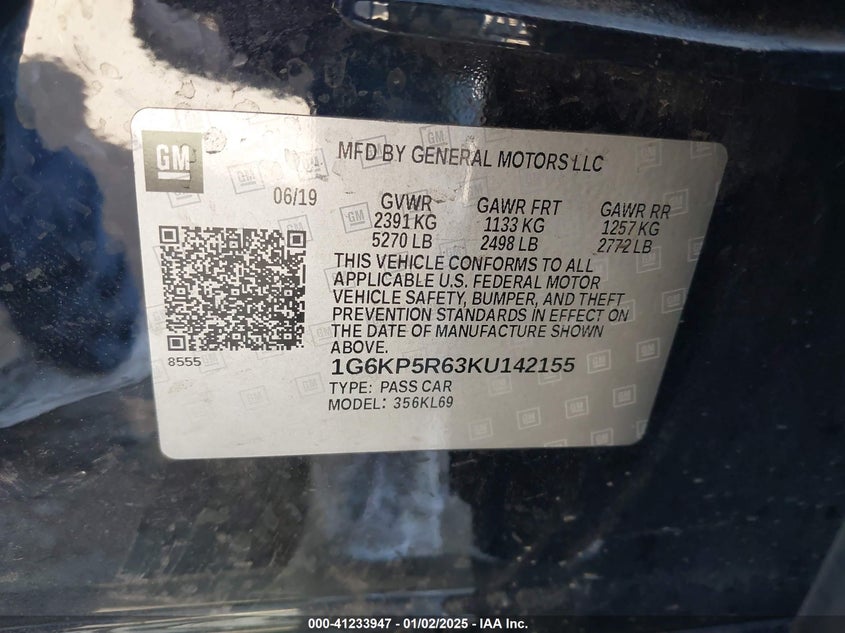 GM
MFD BY GENERAL MOTORS LLC
06/19
GVWR
2391 KG
5270 LB
GAWR FRT
1133 KG
2498 LB
GAWR RR
1257 KG
2772 LB
THIS VEHICLE CONFORMS TO ALL
APPLICABLE U.S. FEDERAL MOTOR
VEHICLE SAFETY, BUMPER, AND THEFT
PREVENTION STANDARDS IN EFFECT ON
THE DATE OF MANUFACTURE SHOWN
ABOVE.
8555
1G6KP5R63KU142155
TYPE: PASS CAR
MODEL: 356KL69
000-41233947 - 01/02/2025 - IAA Inc.